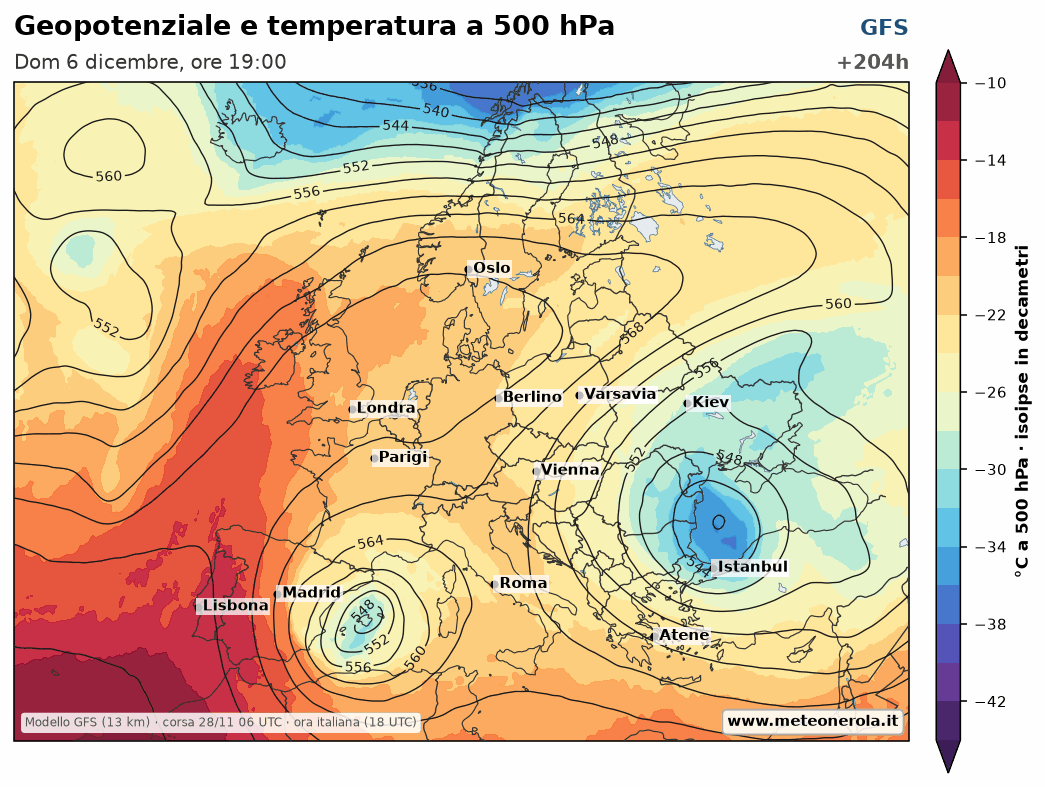 Geopotenziale e temperatura a 500 hPa
GFS
Dom 6 dicembre, ore 19:00
+204h
−10
−14
−18
−22
−26
−30
−34
−38
−42
°C a 500 hPa · isoipse in decametri
540
544
548
552
556
560
564
560
552
560
568
556
552
548
544
564
548
552
556
560
Oslo
Londra
Berlino
Varsavia
Kiev
Parigi
Vienna
Istanbul
Roma
Madrid
Lisbona
Atene
Modello GFS (13 km) · corsa 28/11 06 UTC · ora italiana (18 UTC)
www.meteonerola.it